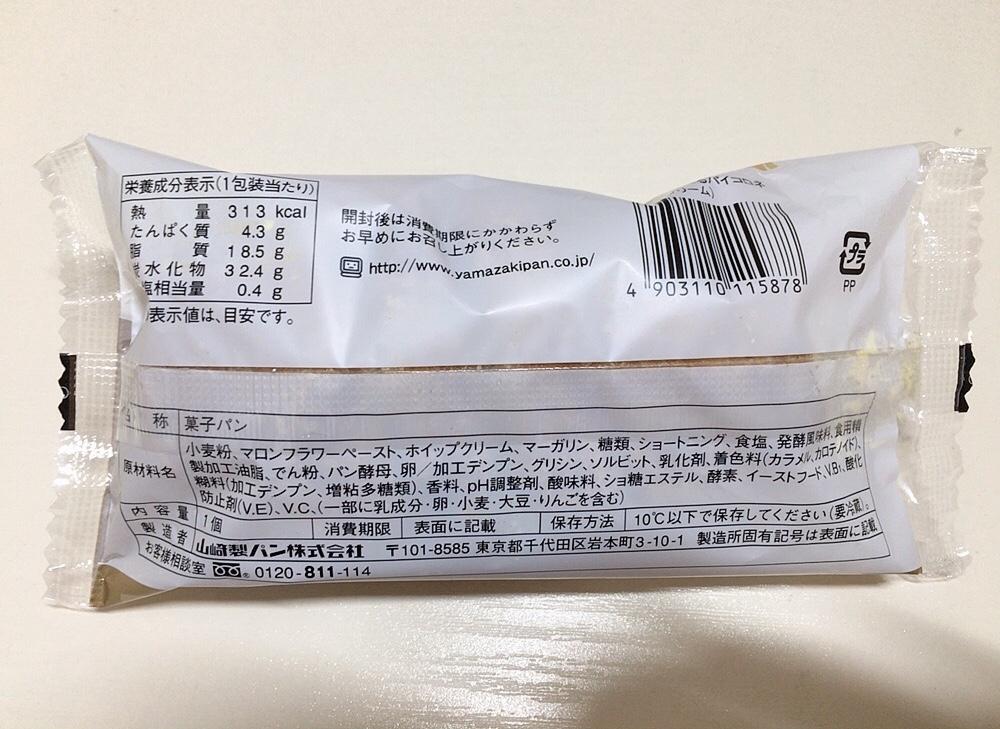 栄養成分表示(1包装当たり)
熱量 313 kcal
たんぱく質 4.3 g
脂質 18.5 g
炭水化物 32.4 g
塩相当量 0.4 g
表示値は、目安です。
開封後は消費期限にかかわらず
お早めにお召し上がりください。
http://www.yamazakipan.co.jp/
パイコロネ
ーム)
4 903110 115878
プラ
PP
称 菓子パン
原材料名 小麦粉、マロンフラワーペースト、ホイップクリーム、マーガリン、糖類、ショートニング、食塩、発酵風味料、食用精
製加工油脂、でん粉、パン酵母、卵/加工デンプン、グリシン、ソルビット、乳化剤、着色料(カラメル、カロテノイド)、
糊料(加工デンプン、増粘多糖類)、香料、pH調整剤、酸味料、ショ糖エステル、酵素、イーストフード、V.B₁、酸化
防止剤(V.E)、V.C、(一部に乳成分・卵・小麦・大豆・りんごを含む)
内容量 1個 消費期限 表面に記載 保存方法 10℃以下で保存してください(要冷蔵)。
製造者 山崎製パン株式会社 〒101-8585 東京都千代田区岩本町3-10-1 製造所固有記号は表面に記載
お客様相談室 0120-811-114